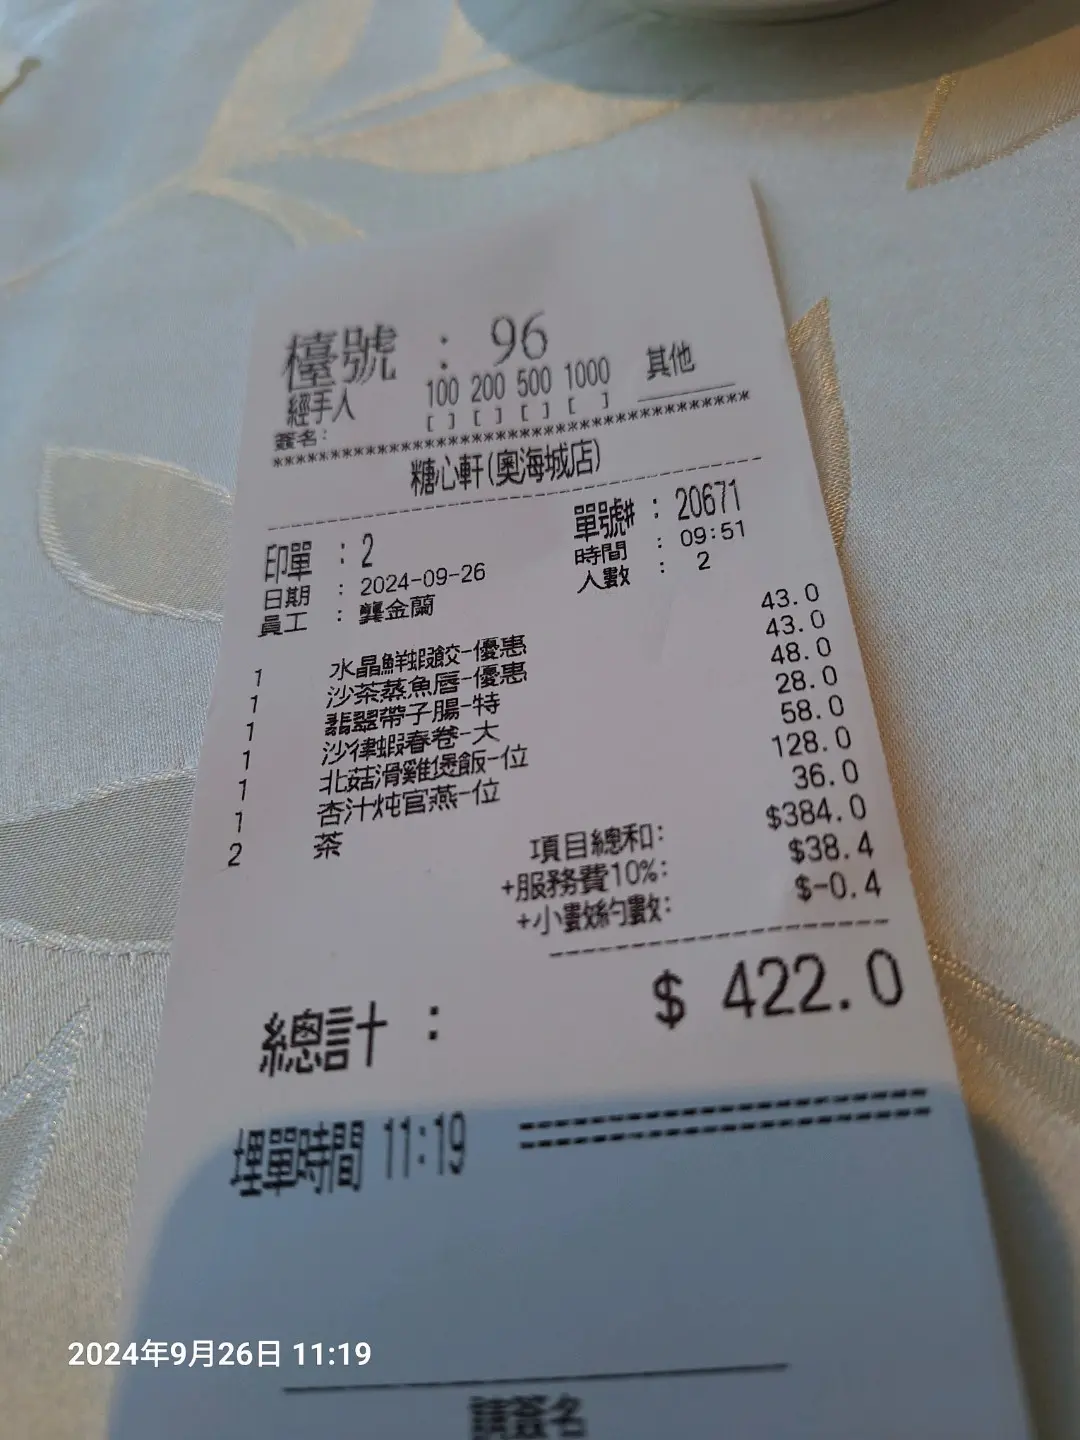 檯號 : 96
經手人 100 200 500 1000 其他
簽名: [ ] [ ] [ ] [ ]
****************************************
糖心軒(奧海城店)
印單 : 2 單號# : 20671
日期 : 2024-09-26 時間 : 09:51
員工 : 龔金蘭 人數 : 2
1 水晶鮮蝦餃-優惠 43.0
1 沙茶蒸魚唇-優惠 43.0
1 翡翠帶子腸-特 48.0
1 沙律蝦春卷-大 28.0
1 北菇滑雞煲飯-位 58.0
1 杏汁炖官燕-位 128.0
2 茶 36.0
項目總和: $384.0
+服務費10%: $38.4
+小數約數: $-0.4
總計 : $ 422.0
埋單時間 11:19
2024年9月26日 11:19
請簽名